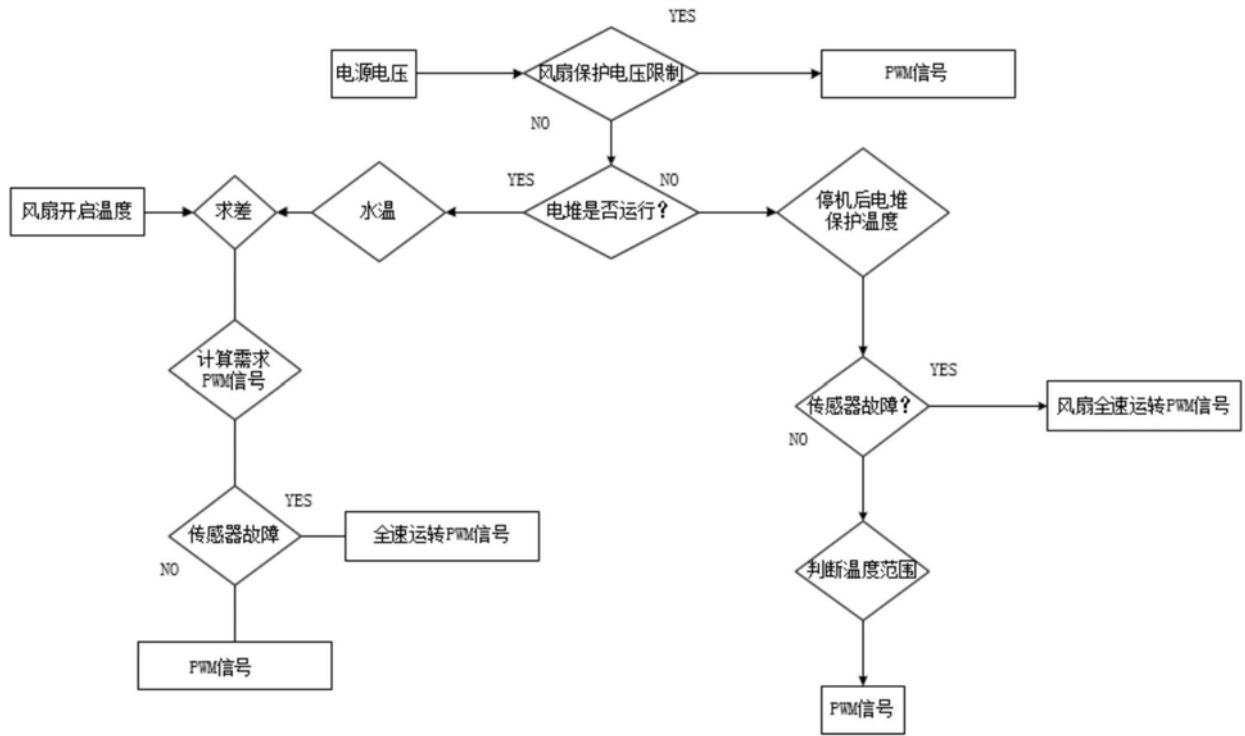 YES
电源电压
风扇保护电压限制
PWM信号
NO
YES
NO
风扇开启温度
求差
水温
电堆是否运行?
停机后电堆
保护温度
计算需求
PWM信号
YES
传感器故障?
风扇全速运转PWM信号
NO
YES
传感器故障
全速运转PWM信号
NO
判断温度范围
PWM信号
PWM信号